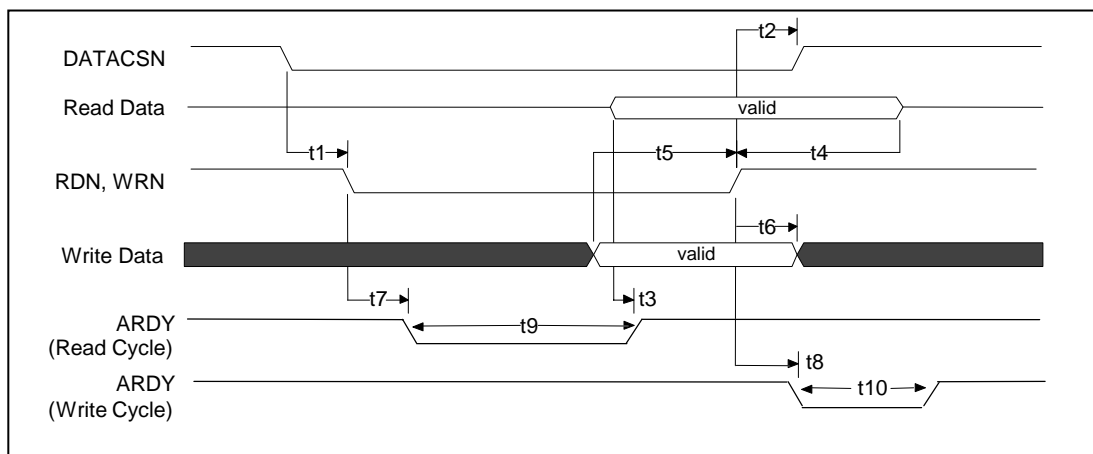 t2
DATACSN
Read Data
valid
t1
t5
t4
RDN, WRN
t6
Write Data
valid
t7
t3
ARDY
t9
(Read Cycle)
t8
ARDY
t10
(Write Cycle)